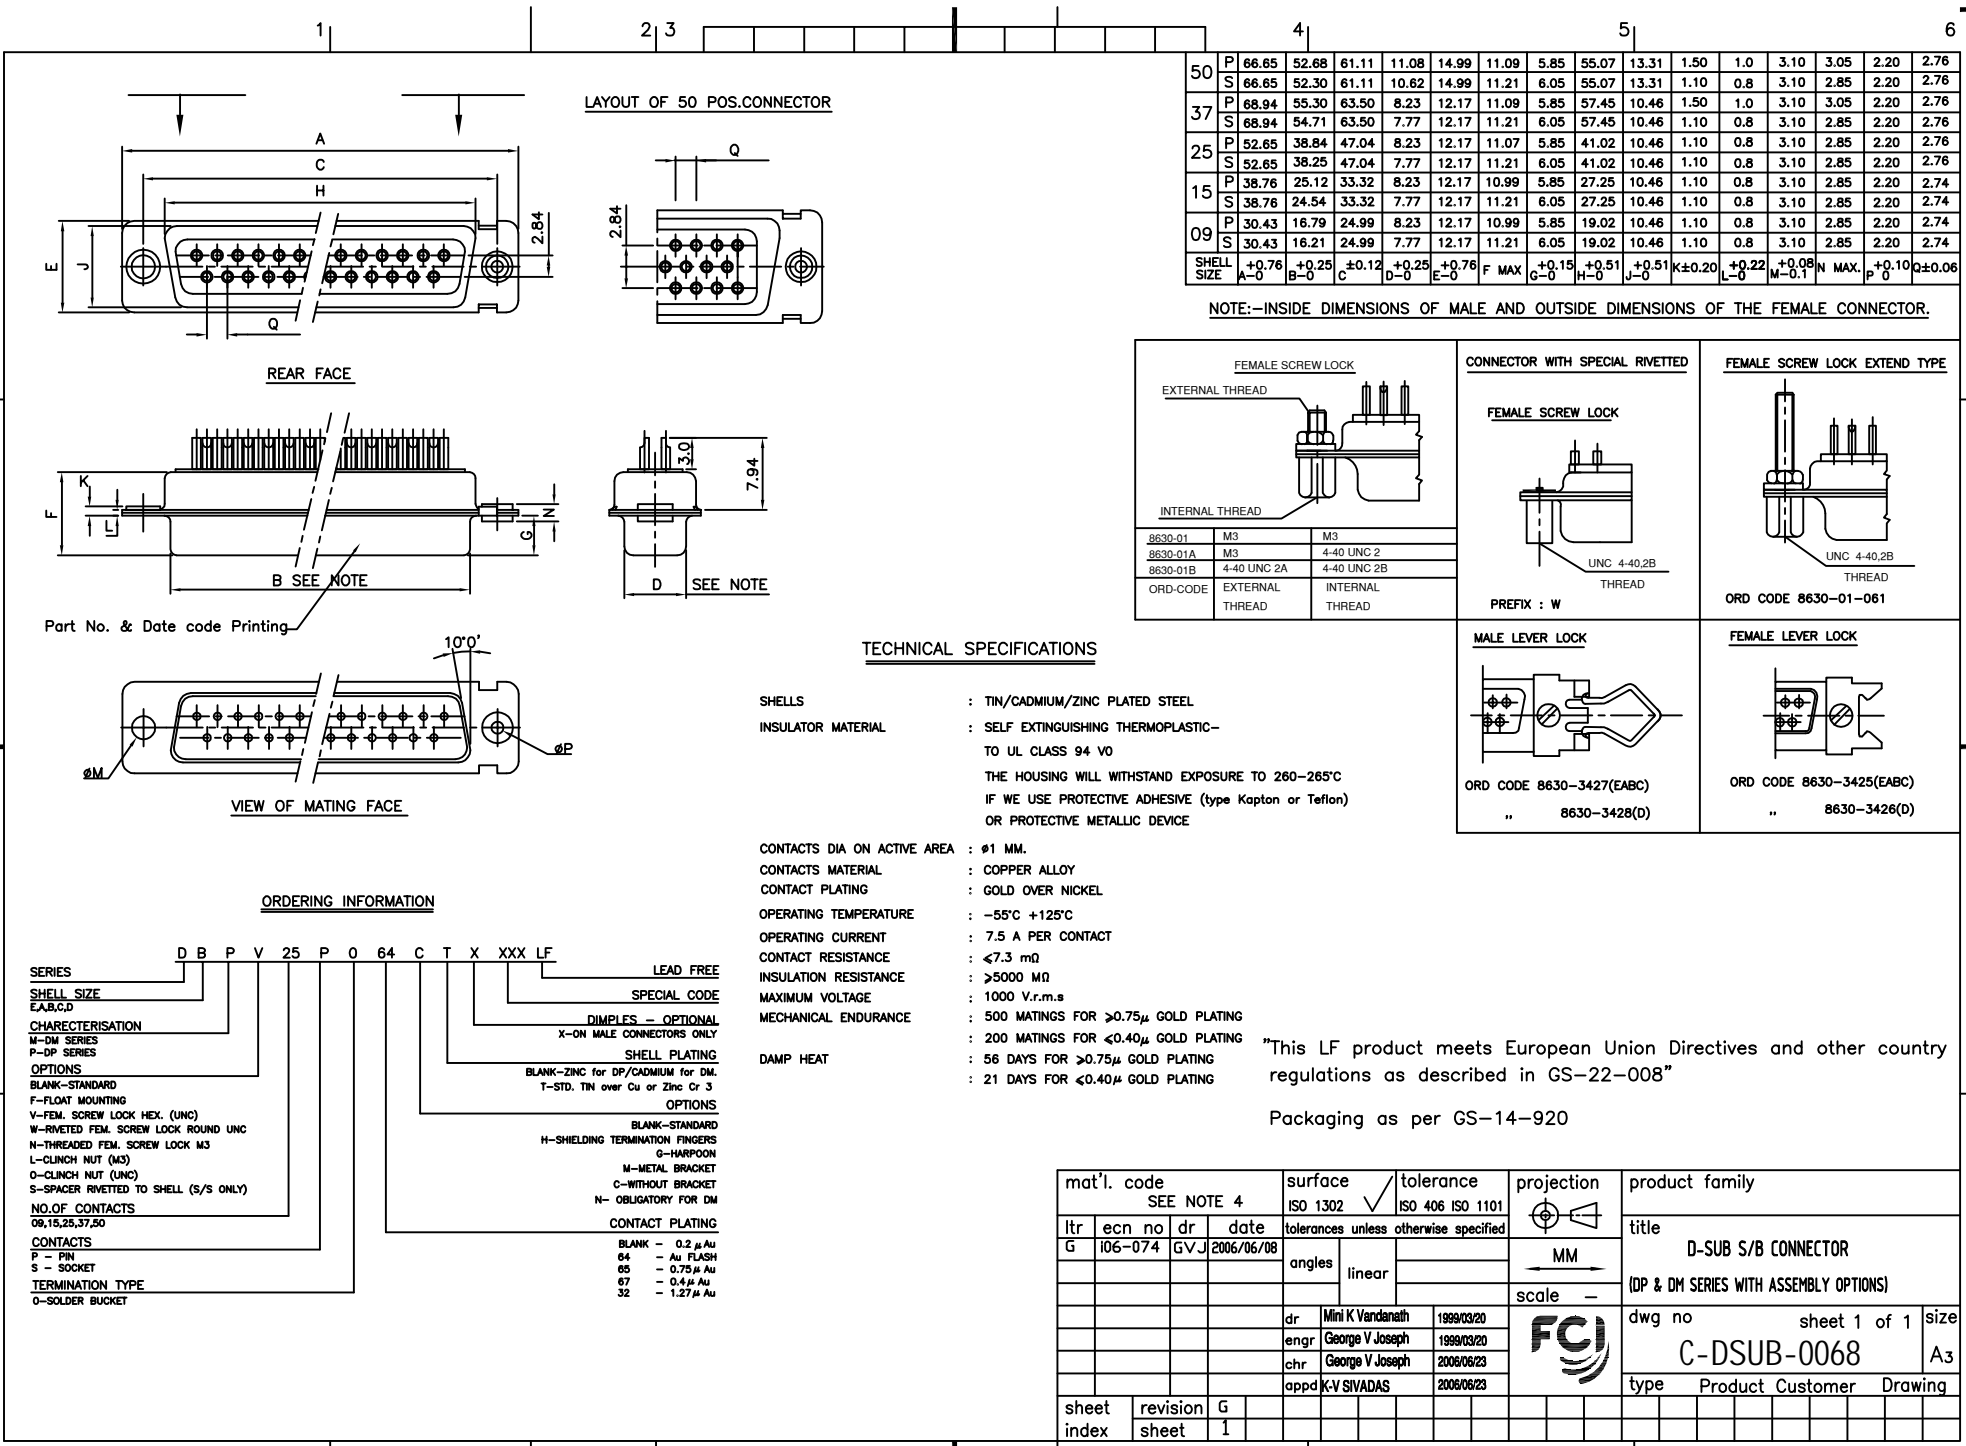 1 2 3 4 5 6
LAYOUT OF 50 POS.CONNECTOR
A
C
H
E
J
2.84
Q
2.84
Q
REAR FACE
50 P 66.65 52.68 61.11 11.08 14.99 11.09 5.85 55.07 13.31 1.50 1.0 3.10 3.05 2.20 2.76
S 66.65 52.30 61.11 10.62 14.99 11.21 6.05 55.07 13.31 1.10 0.8 3.10 2.85 2.20 2.76
37 P 68.94 55.30 63.50 8.23 12.17 11.09 5.85 57.45 10.46 1.50 1.0 3.10 3.05 2.20 2.76
S 68.94 54.71 63.50 7.77 12.17 11.21 6.05 57.45 10.46 1.10 0.8 3.10 2.85 2.20 2.76
25 P 52.65 38.84 47.04 8.23 12.17 11.07 5.85 41.02 10.46 1.10 0.8 3.10 2.85 2.20 2.76
S 52.65 38.25 47.04 7.77 12.17 11.21 6.05 41.02 10.46 1.10 0.8 3.10 2.85 2.20 2.76
15 P 38.76 25.12 33.32 8.23 12.17 10.99 5.85 27.25 10.46 1.10 0.8 3.10 2.85 2.20 2.74
S 38.76 24.54 33.32 7.77 12.17 11.21 6.05 27.25 10.46 1.10 0.8 3.10 2.85 2.20 2.74
09 P 30.43 16.79 24.99 8.23 12.17 10.99 5.85 19.02 10.46 1.10 0.8 3.10 2.85 2.20 2.74
S 30.43 16.21 24.99 7.77 12.17 11.21 6.05 19.02 10.46 1.10 0.8 3.10 2.85 2.20 2.74
SHELL +0.76 +0.25 ±0.12 +0.25 +0.76 F MAX +0.15 +0.51 +0.51 K±0.20 +0.22 +0.08 N MAX. +0.10 Q±0.06
SIZE A-0 B-0 C D-0 E-0 G-0 H-0 J-0 L-0 M-0.1 P 0
NOTE:-INSIDE DIMENSIONS OF MALE AND OUTSIDE DIMENSIONS OF THE FEMALE CONNECTOR.
FEMALE SCREW LOCK
EXTERNAL THREAD
INTERNAL THREAD
8630-01 M3 M3
8630-01A M3 4-40 UNC 2
8630-01B 4-40 UNC 2A 4-40 UNC 2B
ORD-CODE EXTERNAL INTERNAL
THREAD THREAD
CONNECTOR WITH SPECIAL RIVETTED
FEMALE SCREW LOCK
UNC 4-40,2B
THREAD
PREFIX : W
FEMALE SCREW LOCK EXTEND TYPE
UNC 4-40,2B
THREAD
ORD CODE 8630-01-061
MALE LEVER LOCK
ORD CODE 8630-3427(EABC)
,, 8630-3428(D)
FEMALE LEVER LOCK
ORD CODE 8630-3425(EABC)
,, 8630-3426(D)
K
F
L
N
G
3.0
7.94
B SEE NOTE
D SEE NOTE
Part No. & Date code Printing
10°0'
øM
øP
VIEW OF MATING FACE
TECHNICAL SPECIFICATIONS
SHELLS : TIN/CADMIUM/ZINC PLATED STEEL
INSULATOR MATERIAL : SELF EXTINGUISHING THERMOPLASTIC-
TO UL CLASS 94 V0
THE HOUSING WILL WITHSTAND EXPOSURE TO 260-265°C
IF WE USE PROTECTIVE ADHESIVE (type Kapton or Teflon)
OR PROTECTIVE METALLIC DEVICE
CONTACTS DIA ON ACTIVE AREA : ø1 MM.
CONTACTS MATERIAL : COPPER ALLOY
CONTACT PLATING : GOLD OVER NICKEL
OPERATING TEMPERATURE : -55°C +125°C
OPERATING CURRENT : 7.5 A PER CONTACT
CONTACT RESISTANCE : ⩽7.3 mΩ
INSULATION RESISTANCE : ⩾5000 MΩ
MAXIMUM VOLTAGE : 1000 V.r.m.s
MECHANICAL ENDURANCE : 500 MATINGS FOR ⩾0.75µ GOLD PLATING
: 200 MATINGS FOR ⩽0.40µ GOLD PLATING
DAMP HEAT : 56 DAYS FOR ⩾0.75µ GOLD PLATING
: 21 DAYS FOR ⩽0.40µ GOLD PLATING
"This LF product meets European Union Directives and other country
regulations as described in GS-22-008"
Packaging as per GS-14-920
ORDERING INFORMATION
D B P V 25 P 0 64 C T X XXX LF
SERIES
SHELL SIZE
E,A,B,C,D
CHARECTERISATION
M-DM SERIES
P-DP SERIES
OPTIONS
BLANK-STANDARD
F-FLOAT MOUNTING
V-FEM. SCREW LOCK HEX. (UNC)
W-RIVETED FEM. SCREW LOCK ROUND UNC
N-THREADED FEM. SCREW LOCK M3
L-CLINCH NUT (M3)
O-CLINCH NUT (UNC)
S-SPACER RIVETTED TO SHELL (S/S ONLY)
NO.OF CONTACTS
09,15,25,37,50
CONTACTS
P - PIN
S - SOCKET
TERMINATION TYPE
O-SOLDER BUCKET
LEAD FREE
SPECIAL CODE
DIMPLES - OPTIONAL
X-ON MALE CONNECTORS ONLY
SHELL PLATING
BLANK-ZINC for DP/CADMIUM for DM.
T-STD. TIN over Cu or Zinc Cr 3
OPTIONS
BLANK-STANDARD
H-SHIELDING TERMINATION FINGERS
G-HARPOON
M-METAL BRACKET
C-WITHOUT BRACKET
N- OBLIGATORY FOR DM
CONTACT PLATING
BLANK - 0.2 µ Au
64 - Au FLASH
65 - 0.75µ Au
67 - 0.4µ Au
32 - 1.27µ Au
mat'l. code
SEE NOTE 4
surface
ISO 1302
tolerance
ISO 406 ISO 1101
projection
product family
ltr ecn no dr date
G i06-074 GVJ 2006/06/08
tolerances unless otherwise specified
angles
linear
MM
scale -
title
D-SUB S/B CONNECTOR
(DP & DM SERIES WITH ASSEMBLY OPTIONS)
dr Mini K Vandanath 1999/03/20
engr George V Joseph 1999/03/20
chr George V Joseph 2006/06/23
appd K-V SIVADAS 2006/06/23
FCI
dwg no sheet 1 of 1 size
C-DSUB-0068 A3
type Product Customer Drawing
sheet revision G
index sheet 1